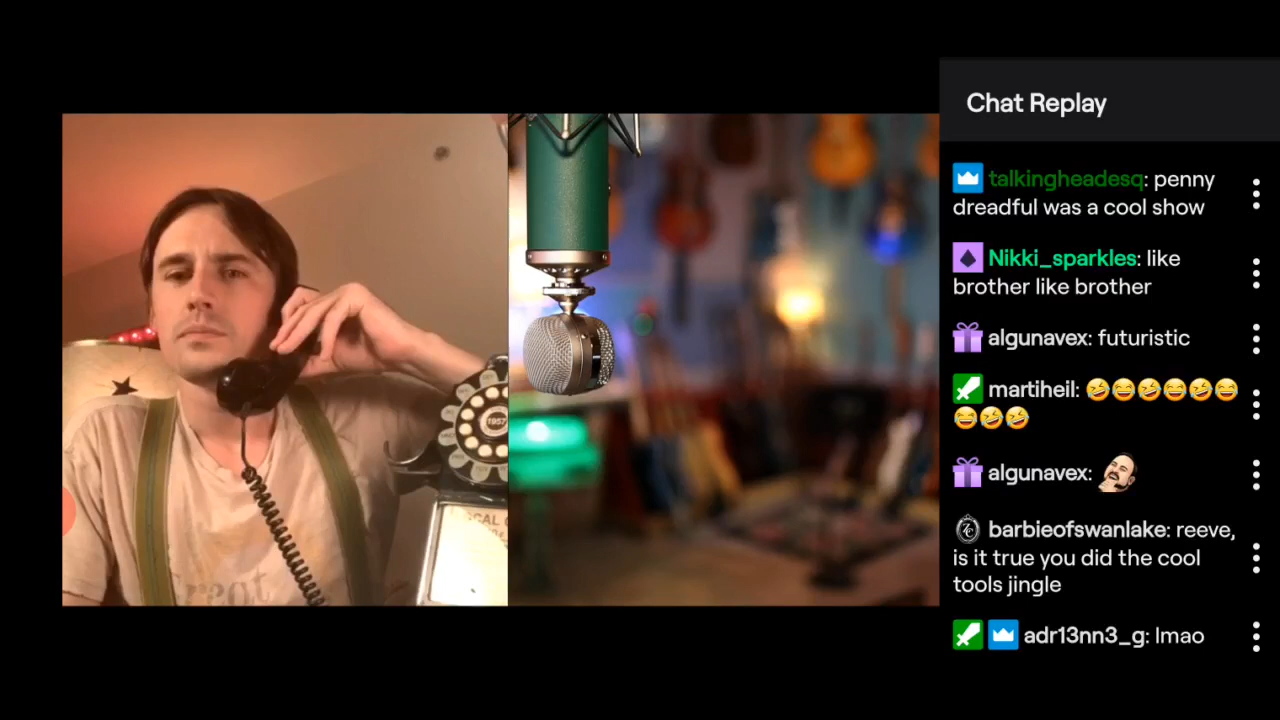 Chat Replay
talkingheadesq: penny
dreadful was a cool show
Nikki_sparkles: like
brother like brother
algunavex: futuristic
martiheil: 🤣😂🤣😂🤣😂
😂🤣🤣
algunavex:
barbieofswanlake: reeve,
is it true you did the cool
tools jingle
adr13nn3_g: lmao
1957